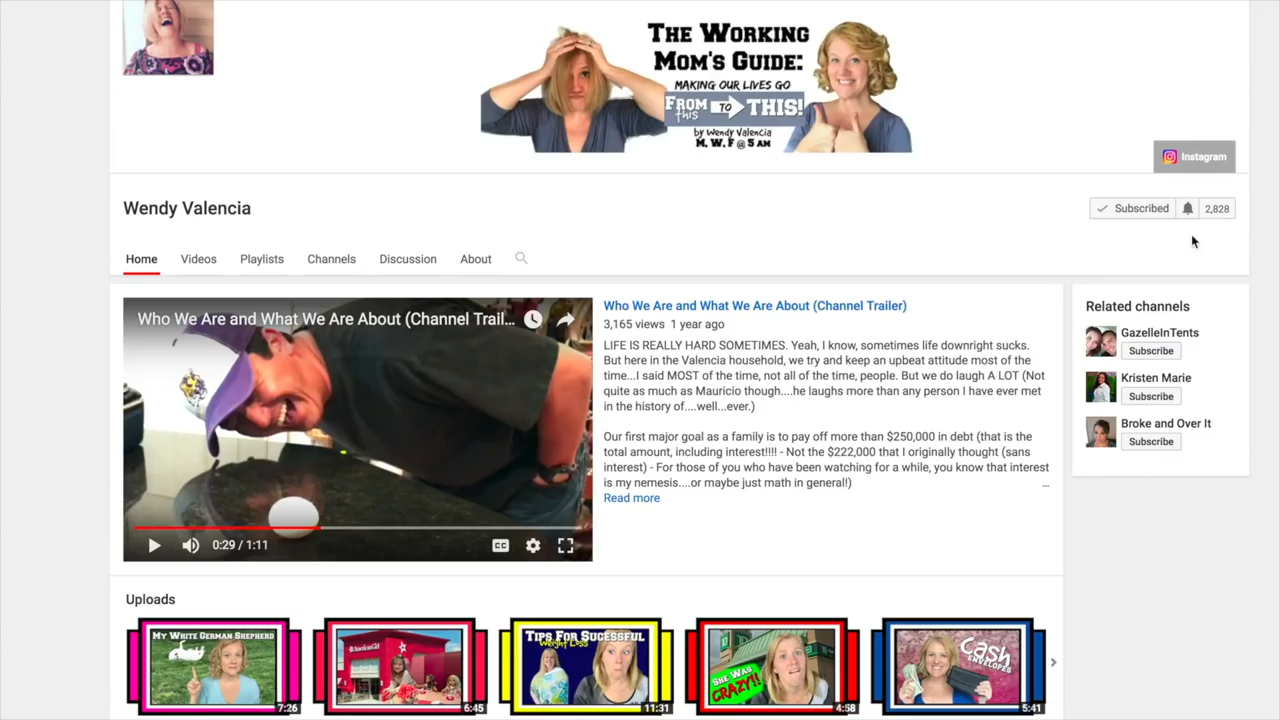 THE WORKING
MOM'S GUIDE:
MAKING OUR LIVES GO
FROM this TO THIS!
by Wendy Valencia
M, W, F @ 5 AM
Instagram
Wendy Valencia
Subscribed 2,828
Home Videos Playlists Channels Discussion About
Who We Are and What We Are About (Channel Trail...
0:29 / 1:11
CC
Who We Are and What We Are About (Channel Trailer)
3,165 views 1 year ago
LIFE IS REALLY HARD SOMETIMES. Yeah, I know, sometimes life downright sucks.
But here in the Valencia household, we try and keep an upbeat attitude most of the
time...I said MOST of the time, not all of the time, people. But we do laugh A LOT (Not
quite as much as Mauricio though....he laughs more than any person I have ever met
in the history of....well...ever.)
Our first major goal as a family is to pay off more than $250,000 in debt (that is the
total amount, including interest!!!! - Not the $222,000 that I originally thought (sans
interest) - For those of you who have been watching for a while, you know that interest
is my nemesis....or maybe just math in general!) ...
Read more
Related channels
GazelleInTents
Subscribe
Kristen Marie
Subscribe
Broke and Over It
Subscribe
Uploads
MY WHITE GERMAN SHEPHERD
7:26
AmericanGirl
6:45
TIPS FOR SUCESSFUL
Weight Loss
11:31
SHE WAS
CRAZY!!
4:58
CASH
ENVELOPES
5:41